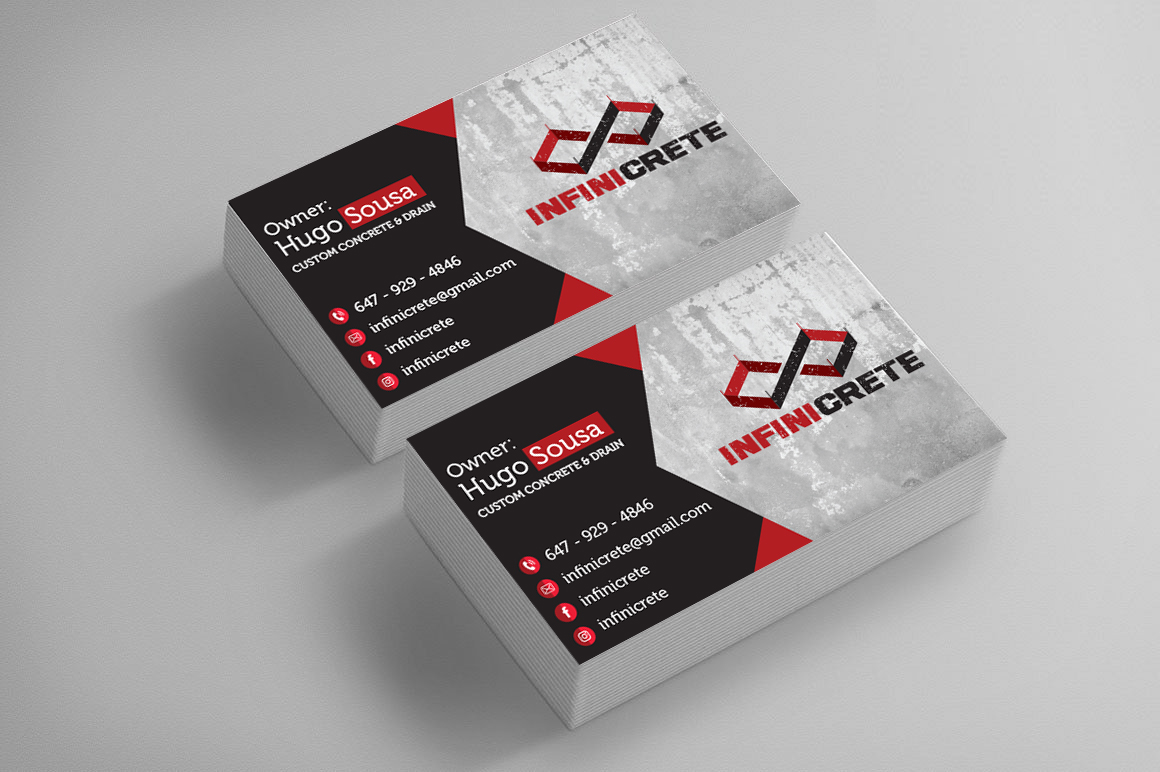 Owner:
Hugo Sousa
CUSTOM CONCRETE & DRAIN
647 - 929 - 4846
infinicrete@gmail.com
infinicrete
infinicrete
INFINICRETE
Owner:
Hugo Sousa
CUSTOM CONCRETE & DRAIN
647 - 929 - 4846
infinicrete@gmail.com
infinicrete
infinicrete
INFINICRETE